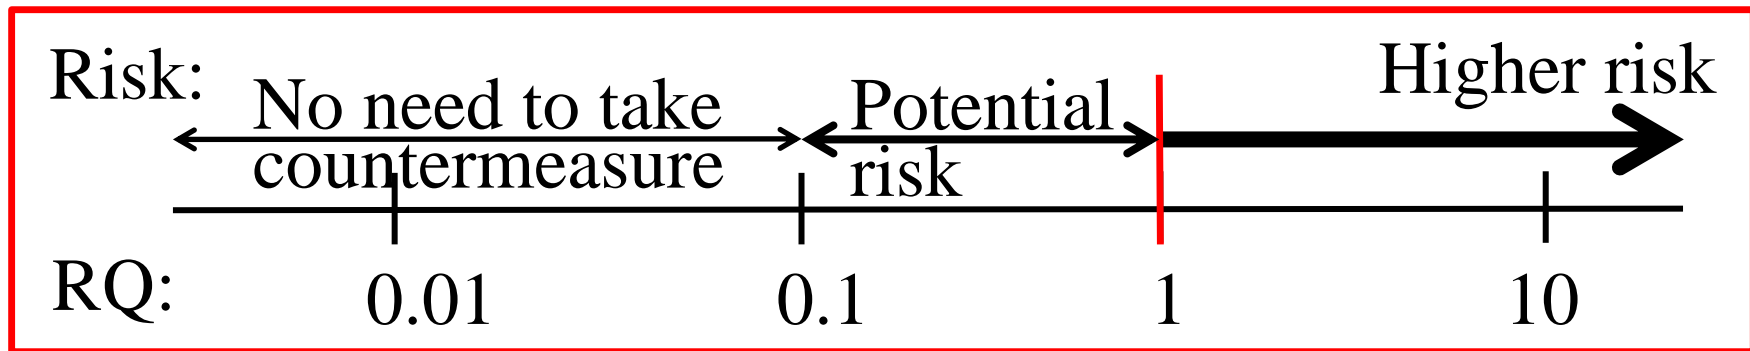 Risk:
No need to take
countermeasure
Potential
risk
Higher risk
RQ:
0.01
0.1
1
10